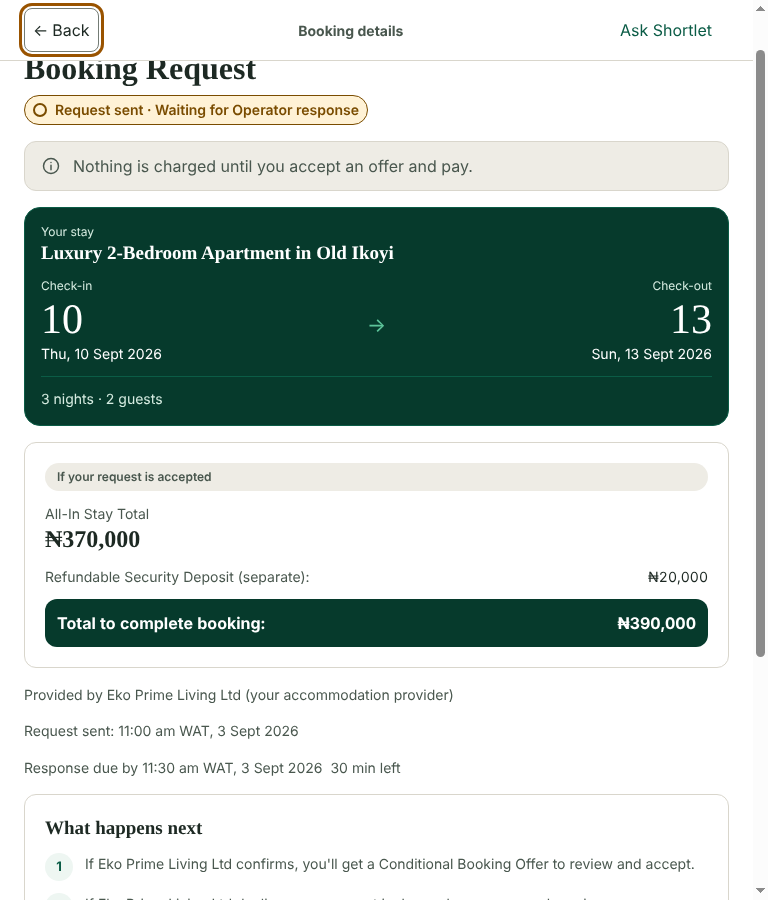 ← Back
Booking details
Ask Shortlet
Booking Request
Request sent · Waiting for Operator response
Nothing is charged until you accept an offer and pay.
Your stay
Luxury 2-Bedroom Apartment in Old Ikoyi
Check-in
Check-out
10
→
13
Thu, 10 Sept 2026
Sun, 13 Sept 2026
3 nights · 2 guests
If your request is accepted
All-In Stay Total
₦370,000
Refundable Security Deposit (separate):
₦20,000
Total to complete booking:
₦390,000
Provided by Eko Prime Living Ltd (your accommodation provider)
Request sent: 11:00 am WAT, 3 Sept 2026
Response due by 11:30 am WAT, 3 Sept 2026  30 min left
What happens next
1
If Eko Prime Living Ltd confirms, you'll get a Conditional Booking Offer to review and accept.